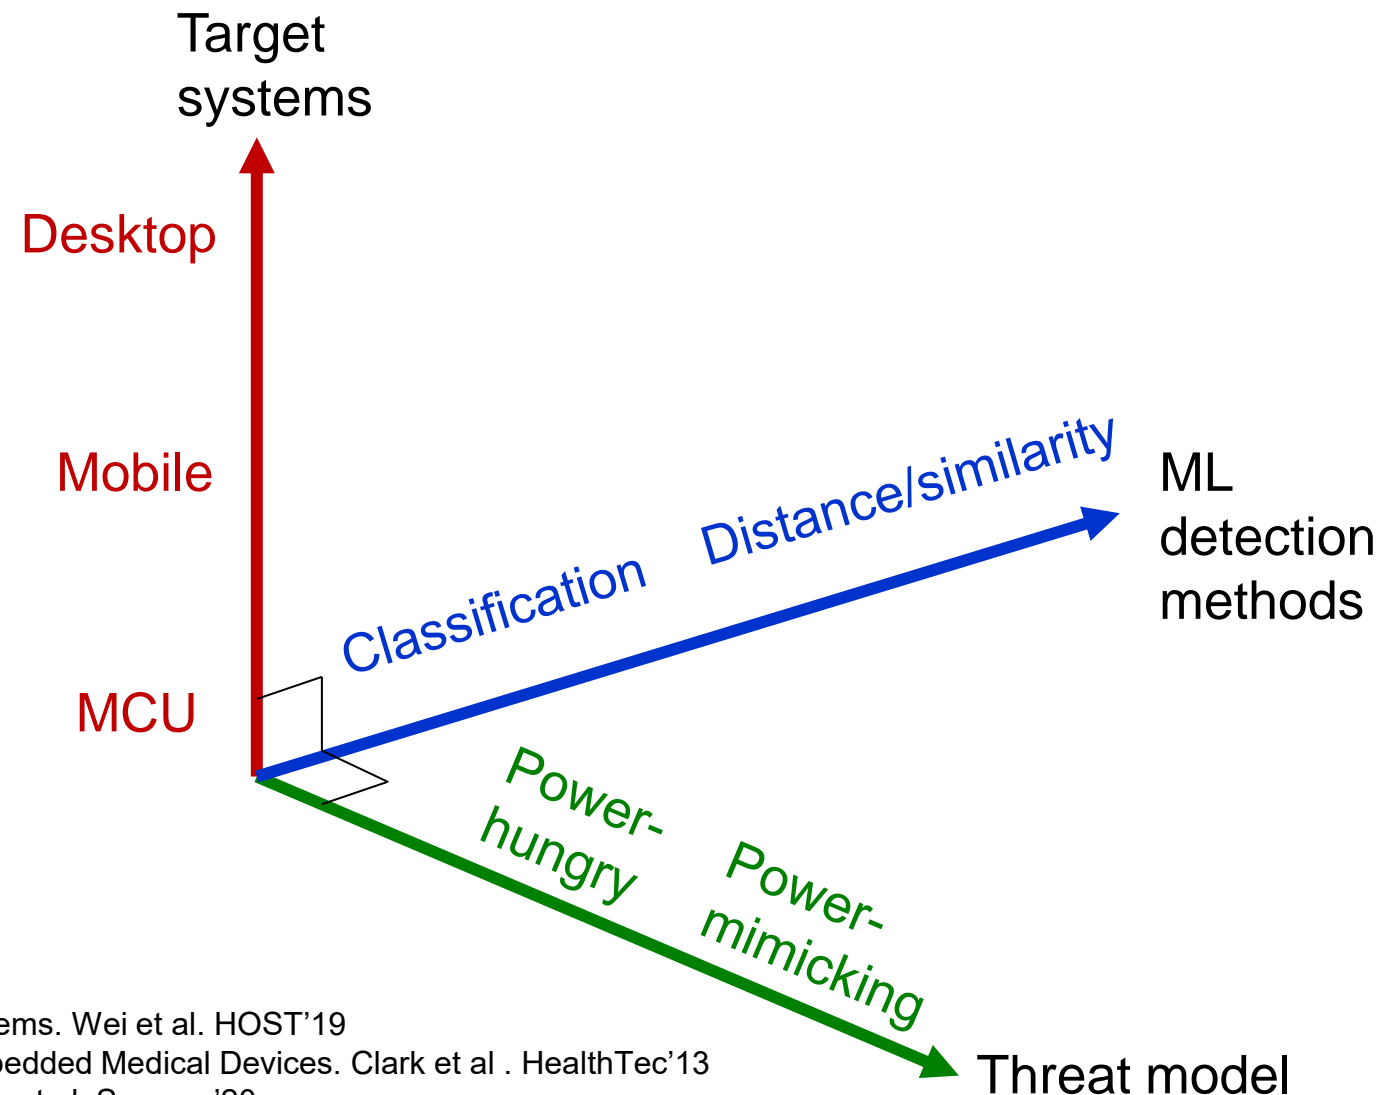 Target
systems
Desktop
Mobile
MCU
Classification
Distance/similarity
ML
detection
methods
Power-
hungry
Power-
mimicking
Threat model
ems. Wei et al. HOST’19
bedded Medical Devices. Clark et al . HealthTec’13